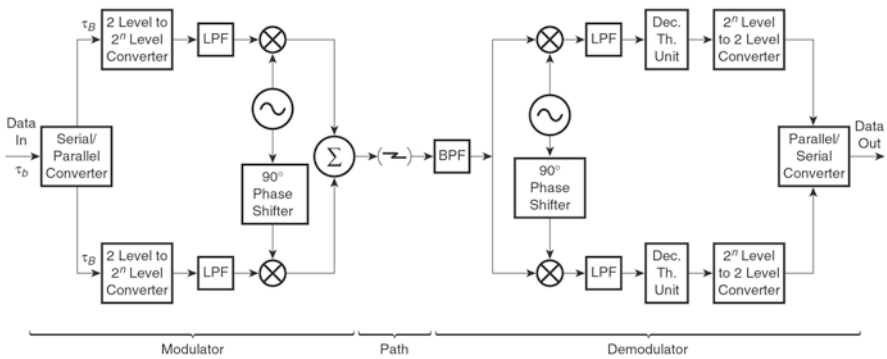 τB
2 Level to
2ⁿ Level
Converter
LPF
Data
In
τb
Serial/
Parallel
Converter
90°
Phase
Shifter
Σ
τB
2 Level to
2ⁿ Level
Converter
LPF
BPF
LPF
Dec.
Th.
Unit
2ⁿ Level
to 2 Level
Converter
90°
Phase
Shifter
LPF
Dec.
Th.
Unit
2ⁿ Level
to 2 Level
Converter
Parallel/
Serial
Converter
Data
Out
Modulator
Path
Demodulator